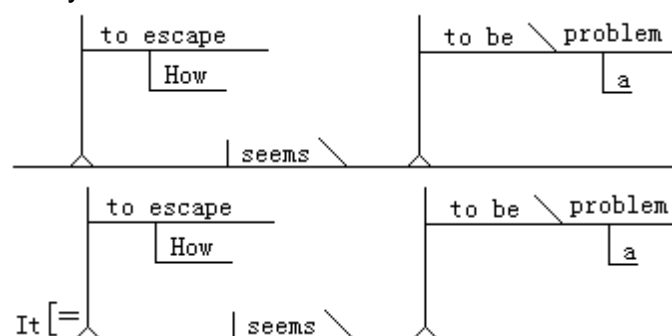 to escape to be problem
How a
seems
to escape to be problem
How a
It [= seems